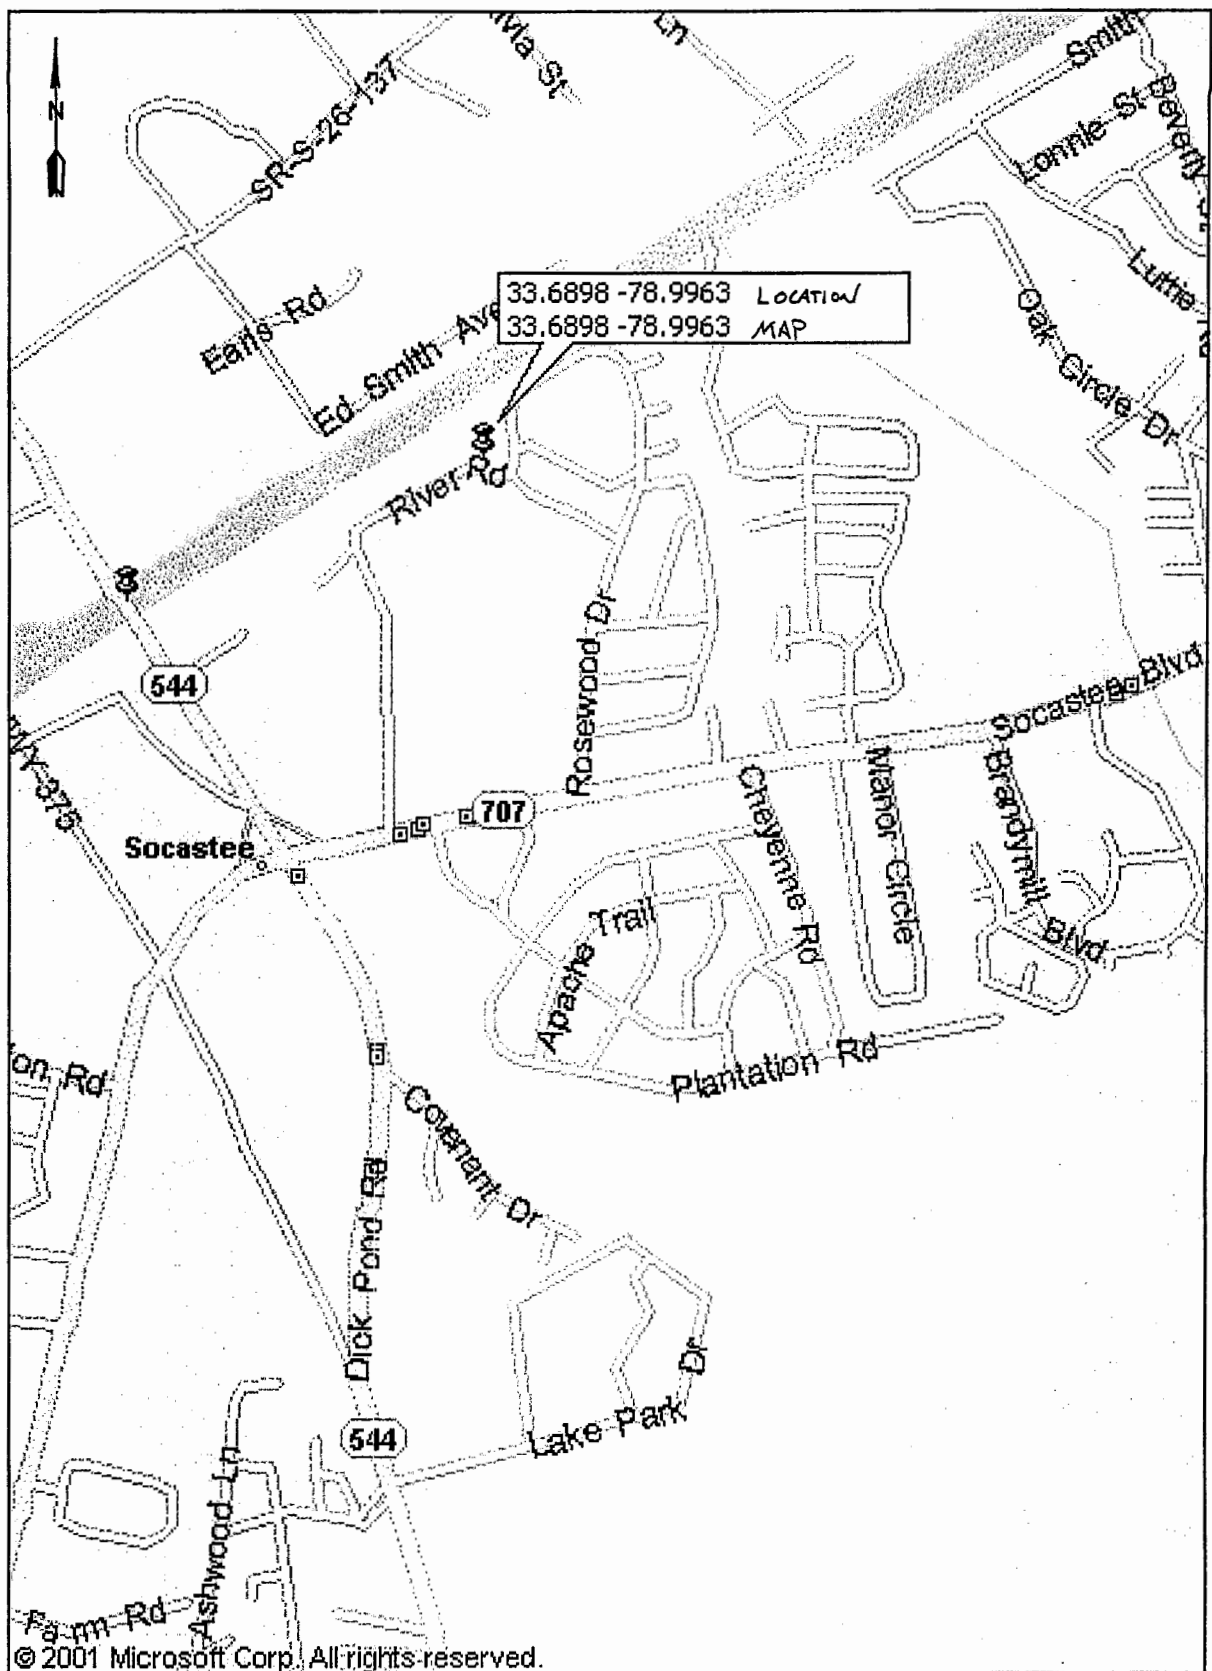 Smith
Ln
St
SR-S-26-137
Lonnie St
Beverly
N
Luttie
33.6898 -78.9963 LOCATION
33.6898 -78.9963 MAP
Earls Rd
Ed Smith Ave
Oak Circle Dr
River Rd
544
Rosewood Dr
Socastee Blvd
707
Socastee
Cheyenne Rd
Manor Circle
Brandymill Blvd
Apache Trail
Plantation Rd
Rd
Covenant Dr
Dick Pond Rd
Lake Park Dr
544
Ashwood Ln
Farm Rd
© 2001 Microsoft Corp. All rights reserved.